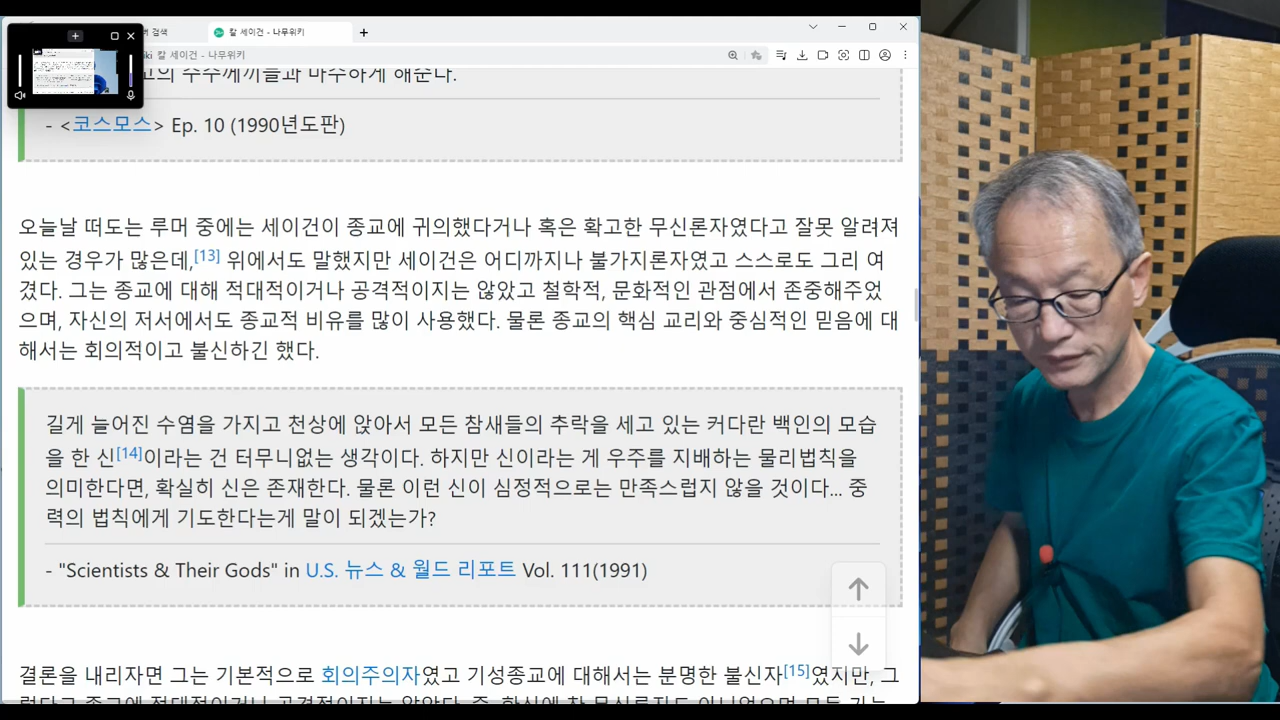 검색
칼 세이건 - 나무위키
칼 세이건 - 나무위키
- <코스모스> Ep. 10 (1990년도판)
오늘날 떠도는 루머 중에는 세이건이 종교에 귀의했다거나 혹은 확고한 무신론자였다고 잘못 알려져
있는 경우가 많은데,[13] 위에서도 말했지만 세이건은 어디까지나 불가지론자였고 스스로도 그리 여
겼다. 그는 종교에 대해 적대적이거나 공격적이지는 않았고 철학적, 문화적인 관점에서 존중해주었
으며, 자신의 저서에서도 종교적 비유를 많이 사용했다. 물론 종교의 핵심 교리와 중심적인 믿음에 대
해서는 회의적이고 불신하긴 했다.
길게 늘어진 수염을 가지고 천상에 앉아서 모든 참새들의 추락을 세고 있는 커다란 백인의 모습
을 한 신[14]이라는 건 터무니없는 생각이다. 하지만 신이라는 게 우주를 지배하는 물리법칙을
의미한다면, 확실히 신은 존재한다. 물론 이런 신이 심정적으로는 만족스럽지 않을 것이다... 중
력의 법칙에게 기도한다는게 말이 되겠는가?
- "Scientists & Their Gods" in U.S. 뉴스 & 월드 리포트 Vol. 111(1991)
결론을 내리자면 그는 기본적으로 회의주의자였고 기성종교에 대해서는 분명한 불신자[15]였지만, 그